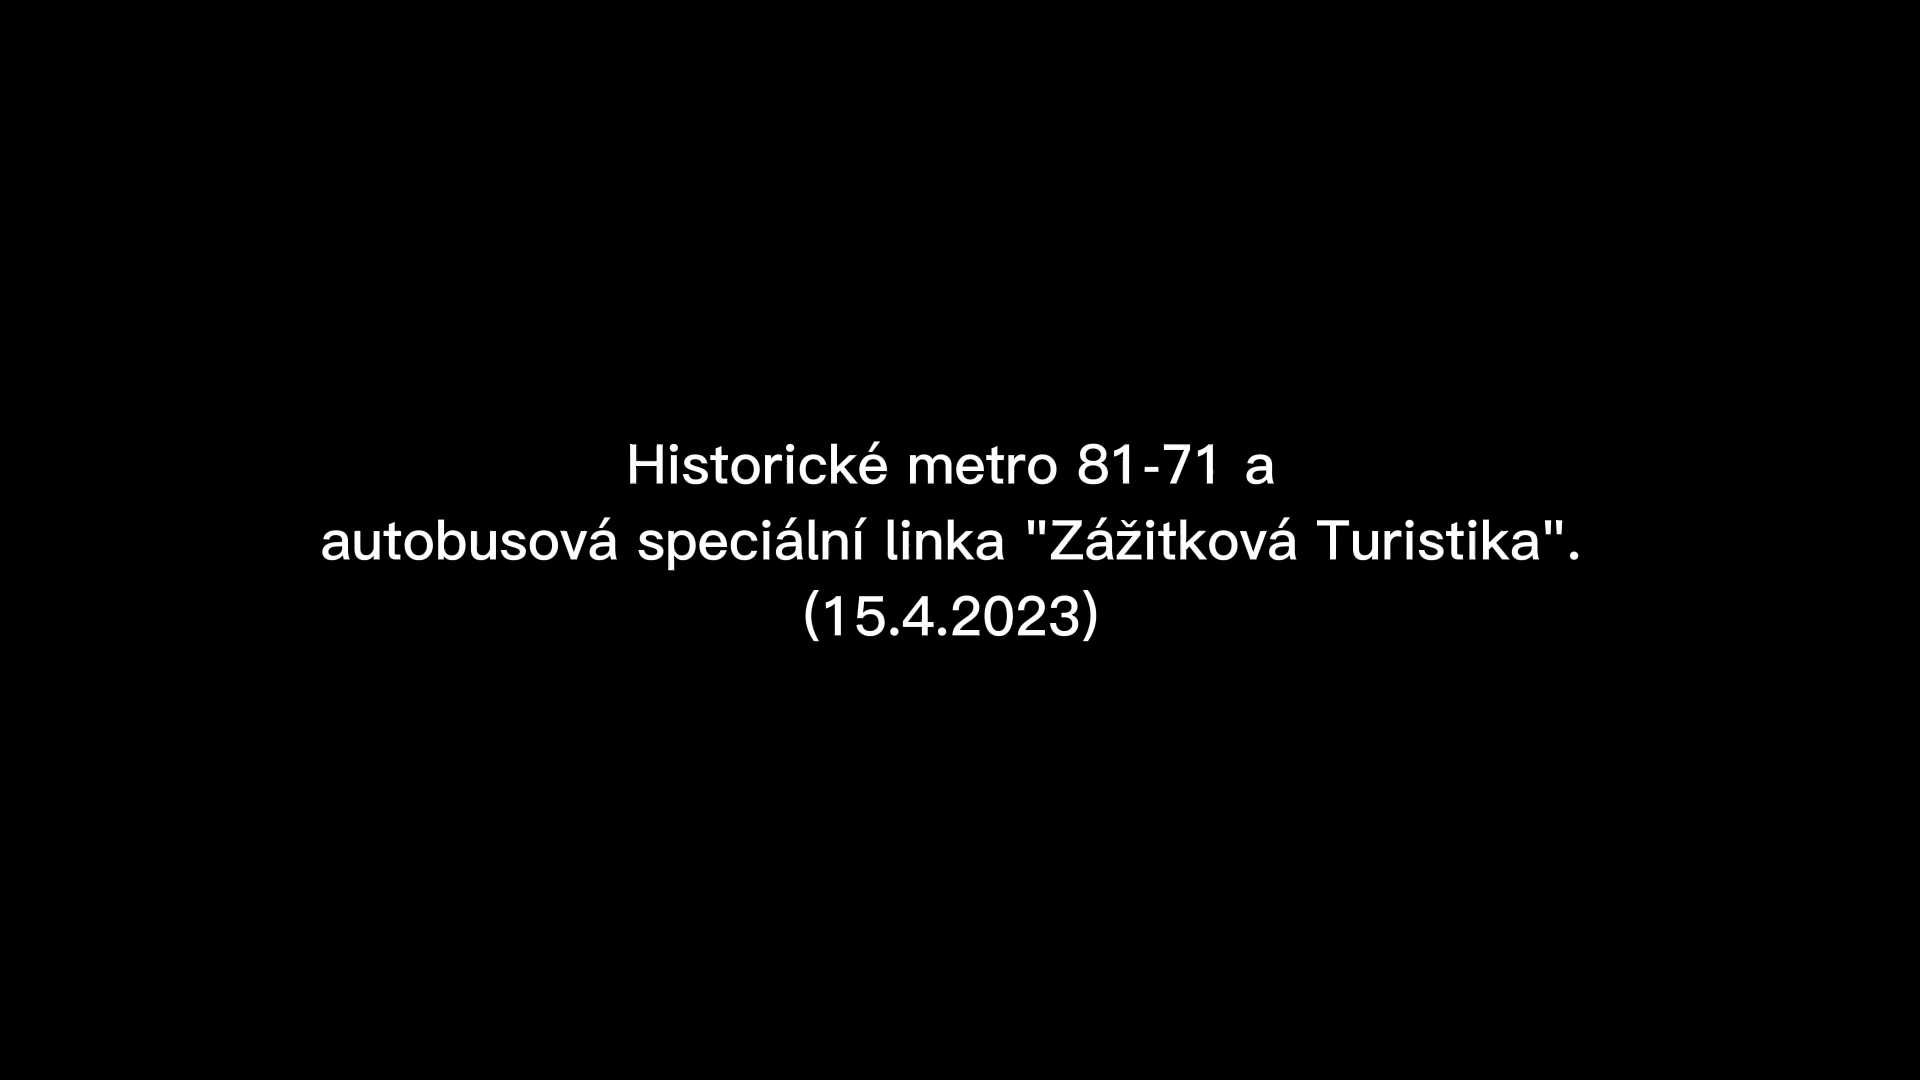 Historické metro 81-71 a
autobusová speciální linka "Zážitková Turistika".
(15.4.2023)